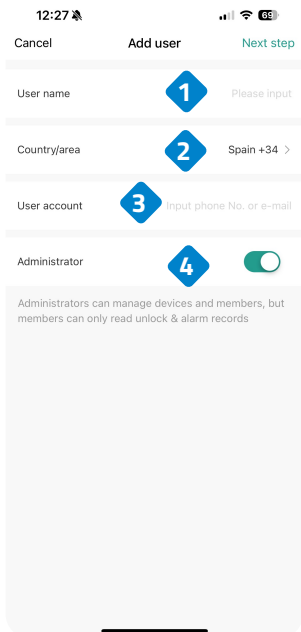 12:27 69
Cancel Add user Next step
User name 1 Please input
Country/area 2 Spain +34
User account 3 Input phone No. or e-mail
Administrator 4
Administrators can manage devices and members, but
members can only read unlock & alarm records